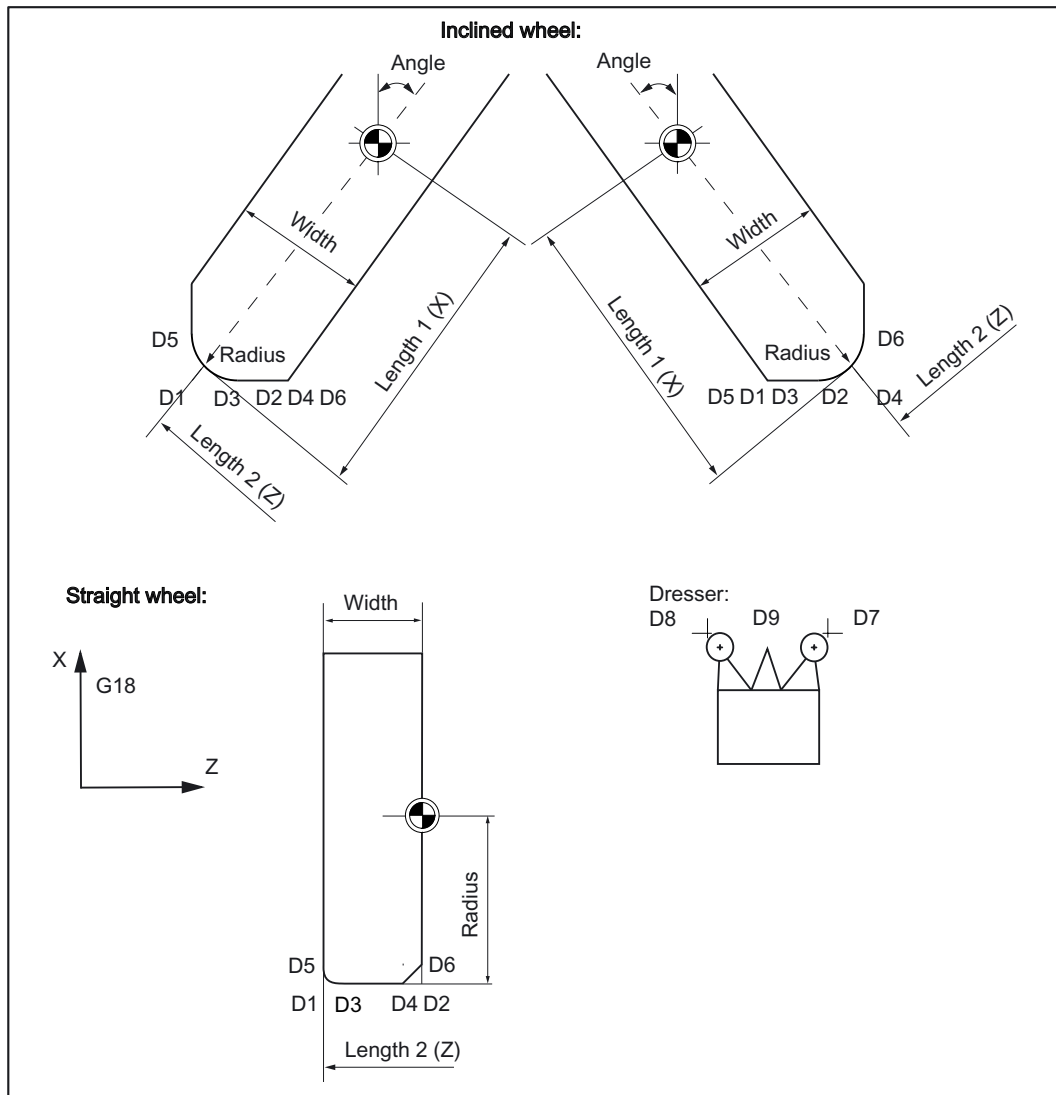 Inclined wheel:
Angle
Angle
Width
Width
Length 1 (X)
Length 1 (X)
D5
Radius
D1
D3
D2 D4 D6
Length 2 (Z)
Radius
D6
D5 D1 D3
D2
D4
Length 2 (Z)
Straight wheel:
X
G18
Z
Width
Radius
D5
D6
D1
D3
D4 D2
Length 2 (Z)
Dresser:
D8
D9
D7